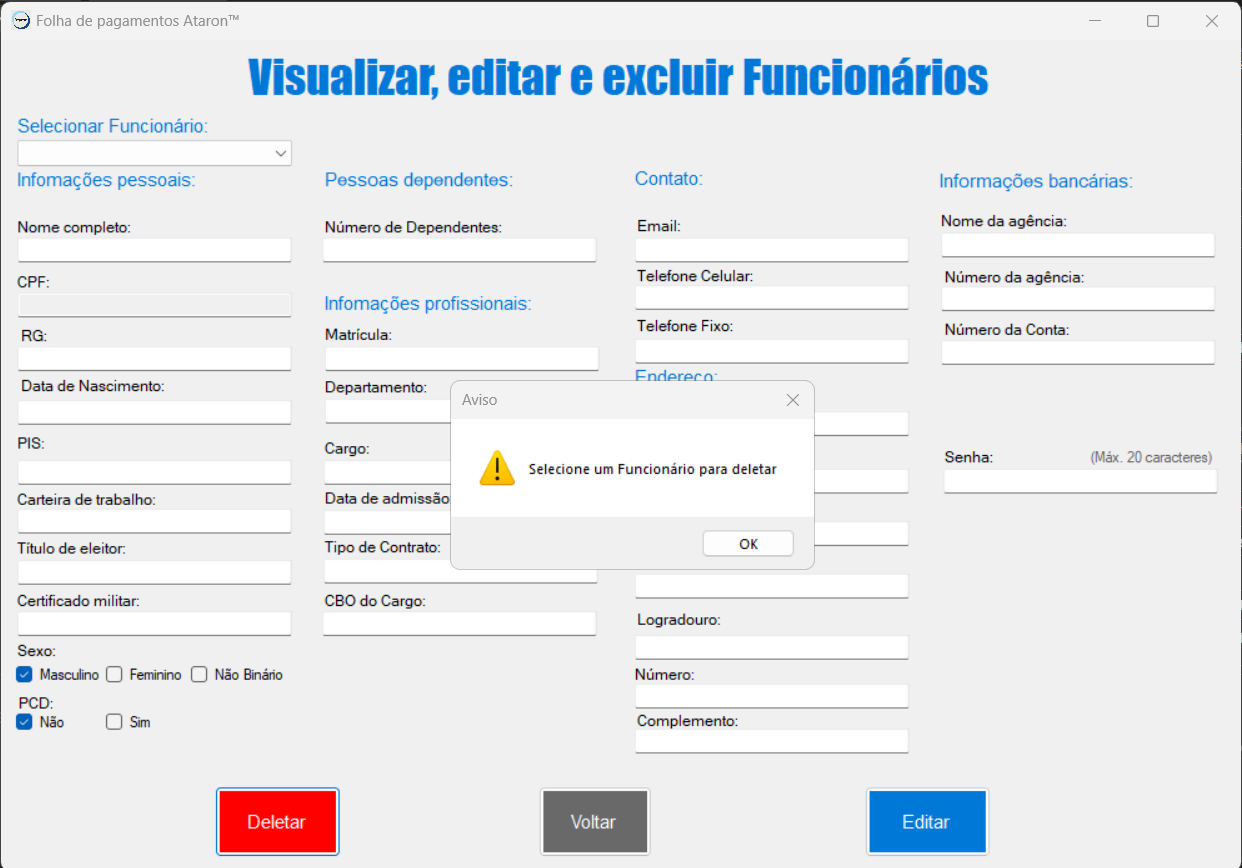 Folha de pagamentos Ataron™
Visualizar, editar e excluir Funcionários
Selecionar Funcionário:
Infomações pessoais:
Nome completo:
CPF:
RG:
Data de Nascimento:
PIS:
Carteira de trabalho:
Título de eleitor:
Certificado militar:
Sexo:
Masculino Feminino Não Binário
PCD:
Não Sim
Pessoas dependentes:
Número de Dependentes:
Infomações profissionais:
Matrícula:
Departamento:
Cargo:
Data de admissão
Tipo de Contrato:
CBO do Cargo:
Contato:
Email:
Telefone Celular:
Telefone Fixo:
Endereço:
Logradouro:
Número:
Complemento:
Informações bancárias:
Nome da agência:
Número da agência:
Número da Conta:
Senha: (Máx. 20 caracteres)
Aviso
Selecione um Funcionário para deletar
OK
Deletar
Voltar
Editar